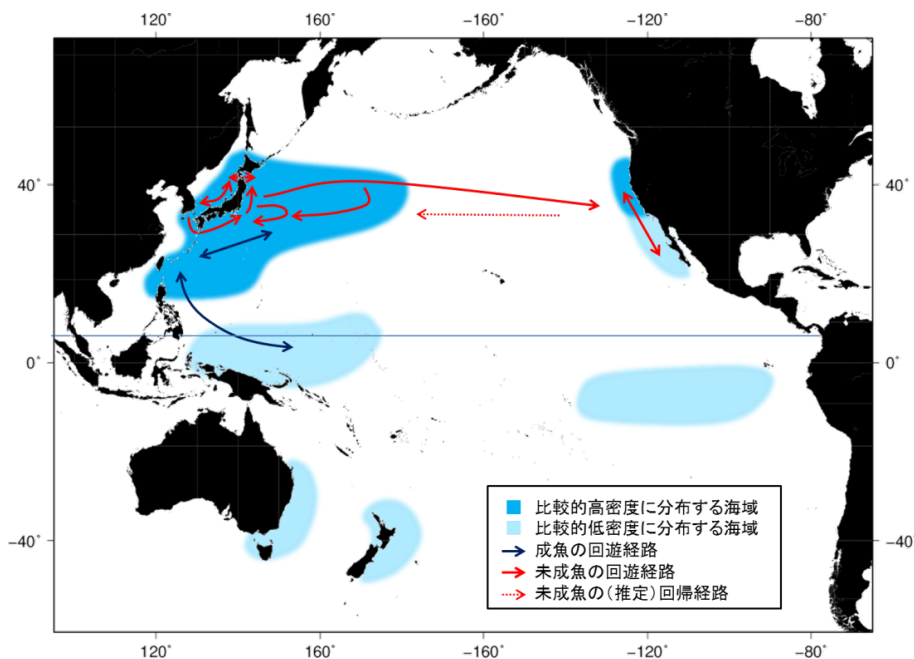 120° 160° −160° −120° −80°
40° 40°
0° 0°
−40° −40°
比較的高密度に分布する海域
比較的低密度に分布する海域
成魚の回遊経路
未成魚の回遊経路
未成魚の（推定）回帰経路
120° 160° −160° −120° −80°